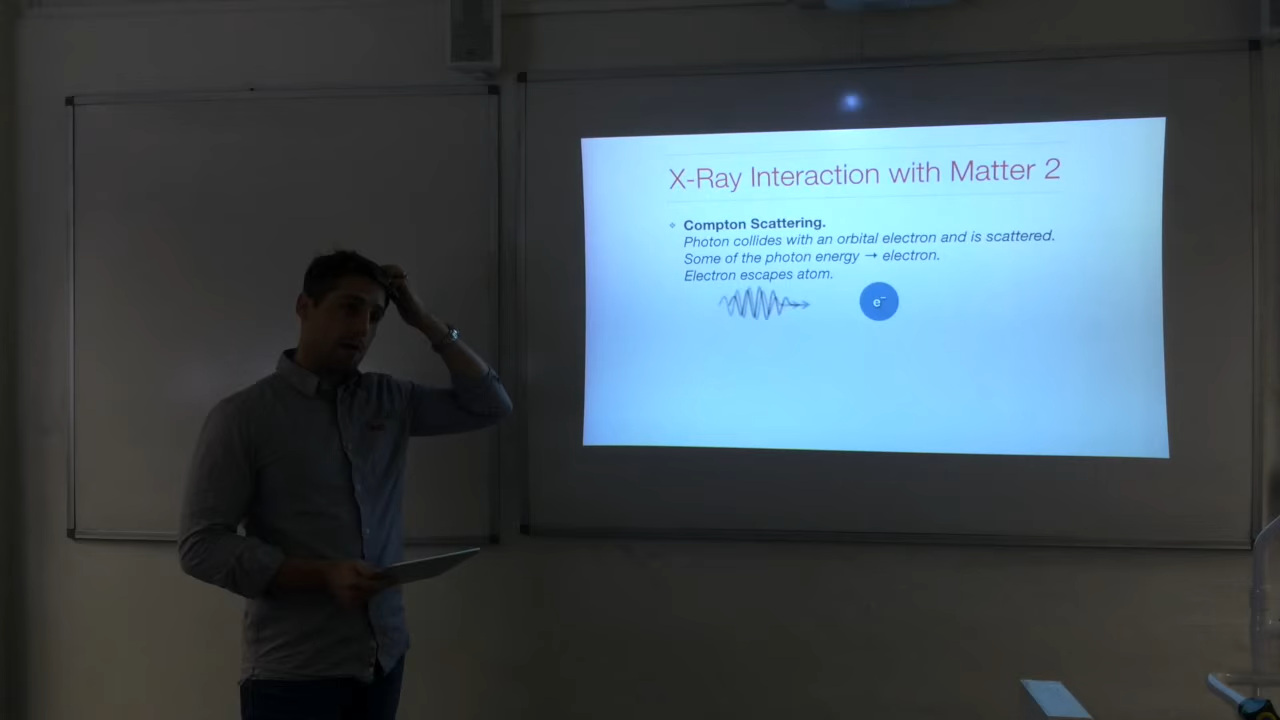 X-Ray Interaction with Matter 2
Compton Scattering.
Photon collides with an orbital electron and is scattered.
Some of the photon energy → electron.
Electron escapes atom.
e⁻